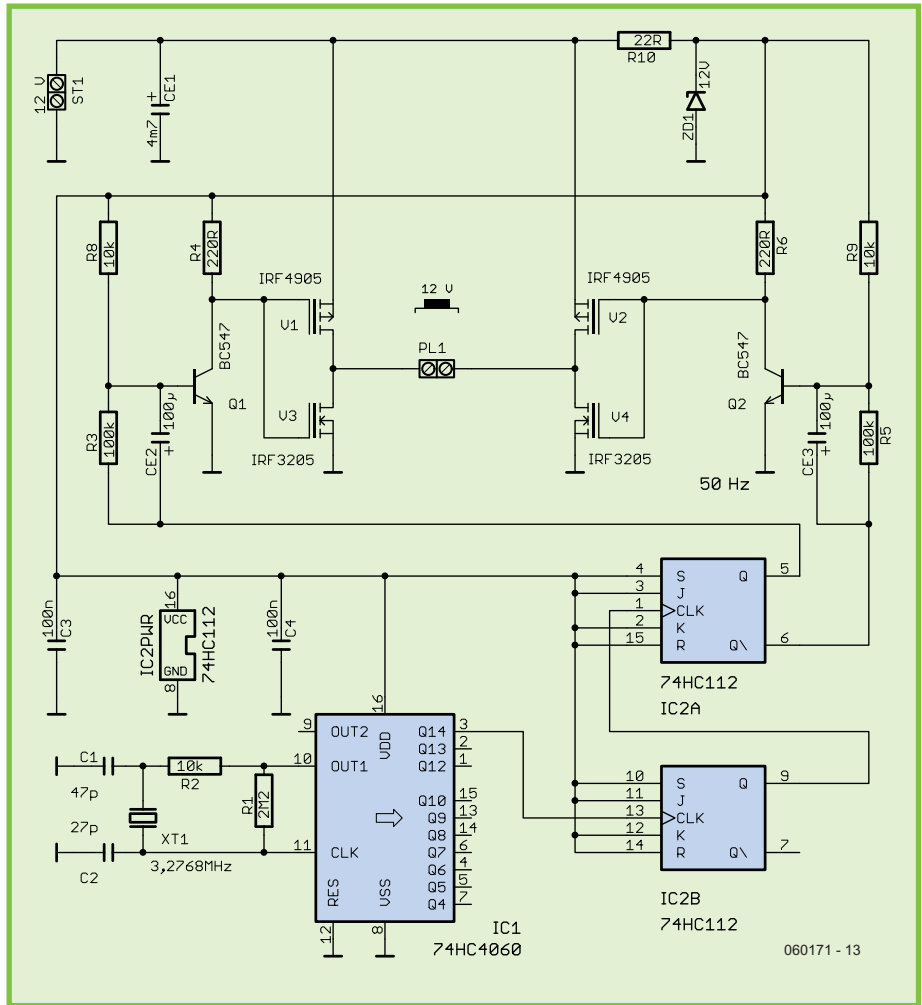 22R
R10
12 V
ST1
+
CE1
4m7
12V
ZD1
R8
10k
R4
220R
R6
220R
R9
10k
IRF4905
IRF4905
12 V
V1
V2
PL1
BC547
BC547
Q1
Q2
100µ
100µ
R3
100k
CE2
+
V3
V4
CE3
+
R5
100k
IRF3205
IRF3205
50 Hz
4 S Q 5
3 J
1 CLK
2 K
15 R Q\ 6
74HC112
IC2A
100n
C3
16
VCC
GND
8
IC2PWR
74HC112
100n
C4
16
9 OUT2 VDD Q14 3
Q13 2
10 OUT1 Q12 1
Q10 15
Q9 13
Q8 14
Q7 6
11 CLK
Q6 4
Q5 5
Q4 7
RES
VSS
12
8
IC1
74HC4060
C1
47p
10k
R2
R1
2M2
27p
XT1
C2
3,2768MHz
10 S Q 9
11 J
13 CLK
12 K
14 R Q\ 7
IC2B
74HC112
060171 - 13